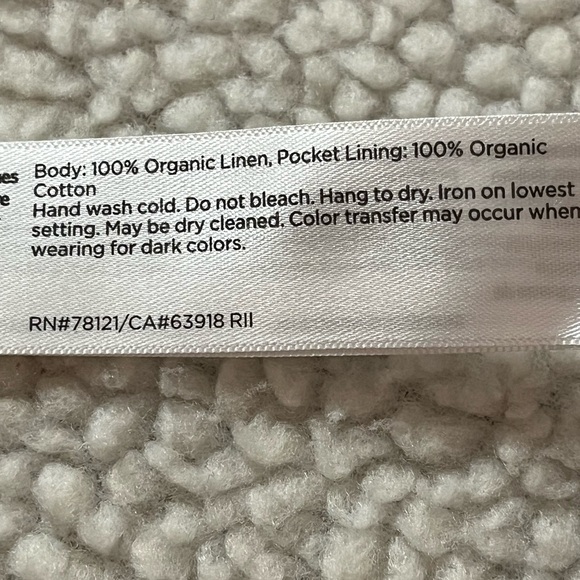 Body: 100% Organic Linen, Pocket Lining: 100% Organic
Cotton
Hand wash cold. Do not bleach. Hang to dry. Iron on lowest
setting. May be dry cleaned. Color transfer may occur when
wearing for dark colors.
RN#78121/CA#63918 RII